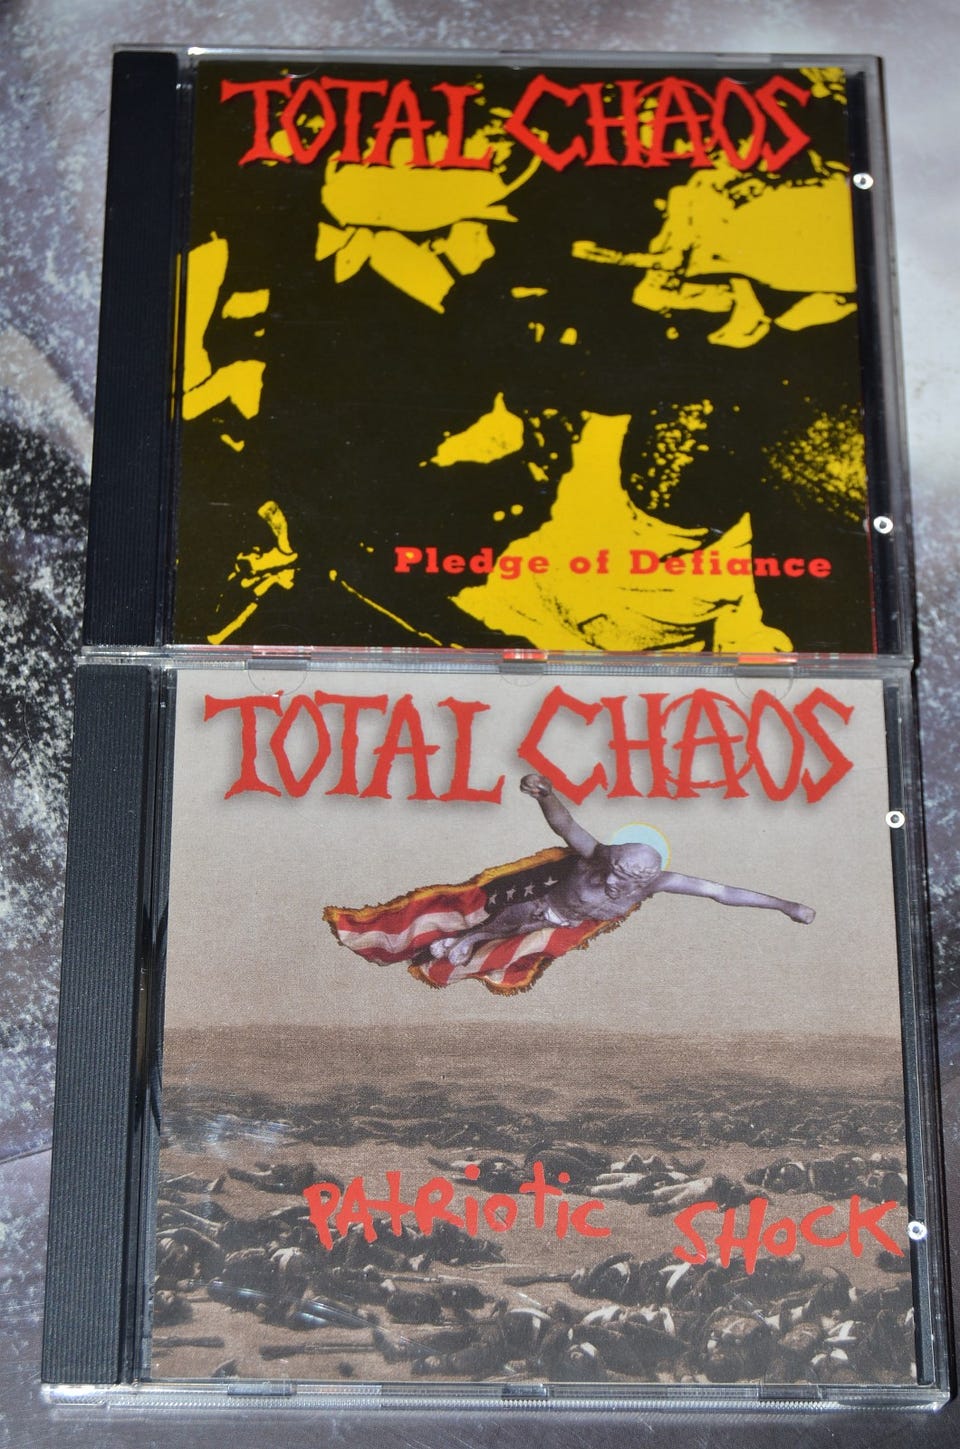 TOTAL CHAOS
Pledge of Defiance
TOTAL CHAOS
PAtRiotic SHocK